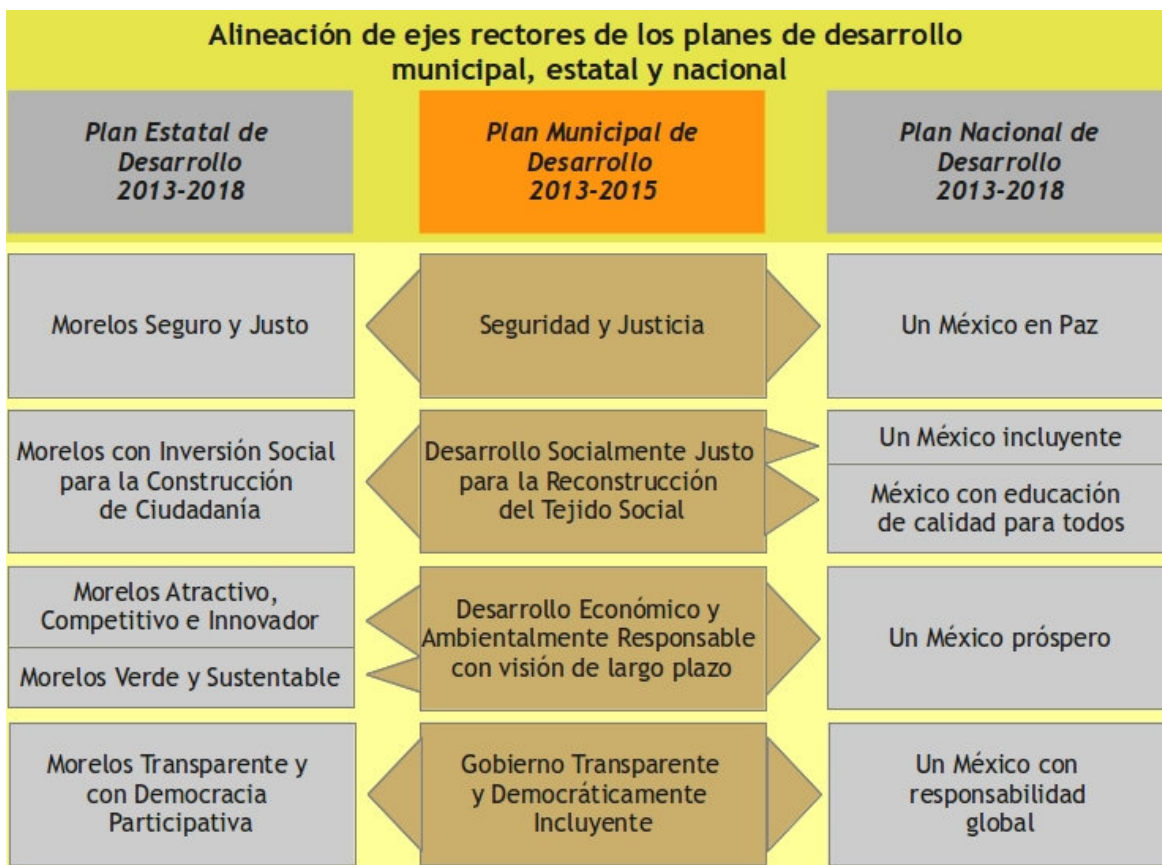 Alineación de ejes rectores de los planes de desarrollo
municipal, estatal y nacional
Plan Estatal de
Desarrollo
2013-2018
Plan Municipal de
Desarrollo
2013-2015
Plan Nacional de
Desarrollo
2013-2018
Morelos Seguro y Justo
Seguridad y Justicia
Un México en Paz
Morelos con Inversión Social
para la Construcción
de Ciudadanía
Desarrollo Socialmente Justo
para la Reconstrucción
del Tejido Social
Un México incluyente
México con educación
de calidad para todos
Morelos Atractivo,
Competitivo e Innovador
Morelos Verde y Sustentable
Desarrollo Económico y
Ambientalmente Responsable
con visión de largo plazo
Un México próspero
Morelos Transparente y
con Democracia
Participativa
Gobierno Transparente
y Democráticamente
Incluyente
Un México con
responsabilidad
global